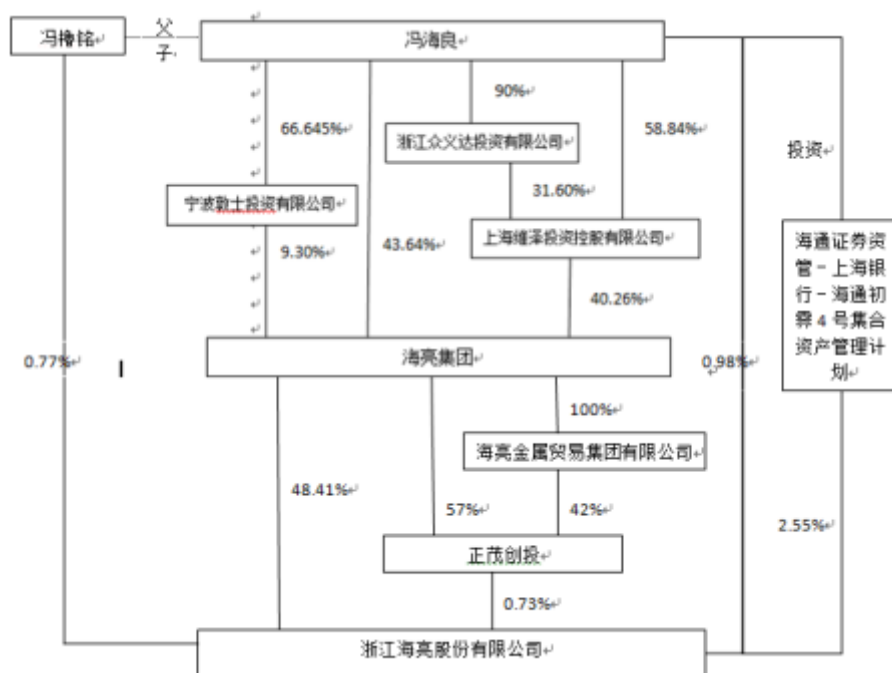 冯橹铭
父
子
冯海良
66.645%
90%
58.84%
浙江众义达投资有限公司
投资
31.60%
宁波敦士投资有限公司
9.30%
43.64%
上海维泽投资控股有限公司
海通证券资
管－上海银
行－海通初
霁 4 号集合
资产管理计
划
40.26%
0.77%
海亮集团
0.98%
100%
海亮金属贸易集团有限公司
48.41%
57%
42%
2.55%
正茂创投
0.73%
浙江海亮股份有限公司